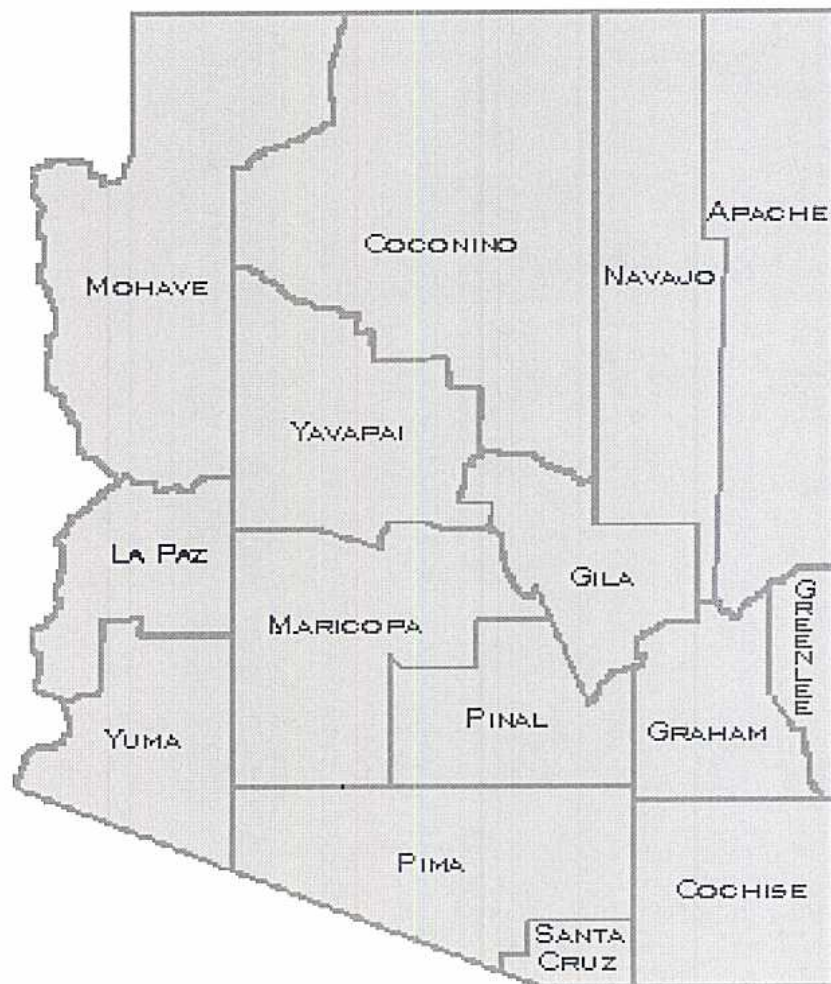 APACHE
COCONINO
NAVAJO
MOHAVE
YAVAPAI
LA PAZ
GILA
GREENLEE
MARICOPA
PINAL
GRAHAM
YUMA
PIMA
COCHISE
SANTA
CRUZ